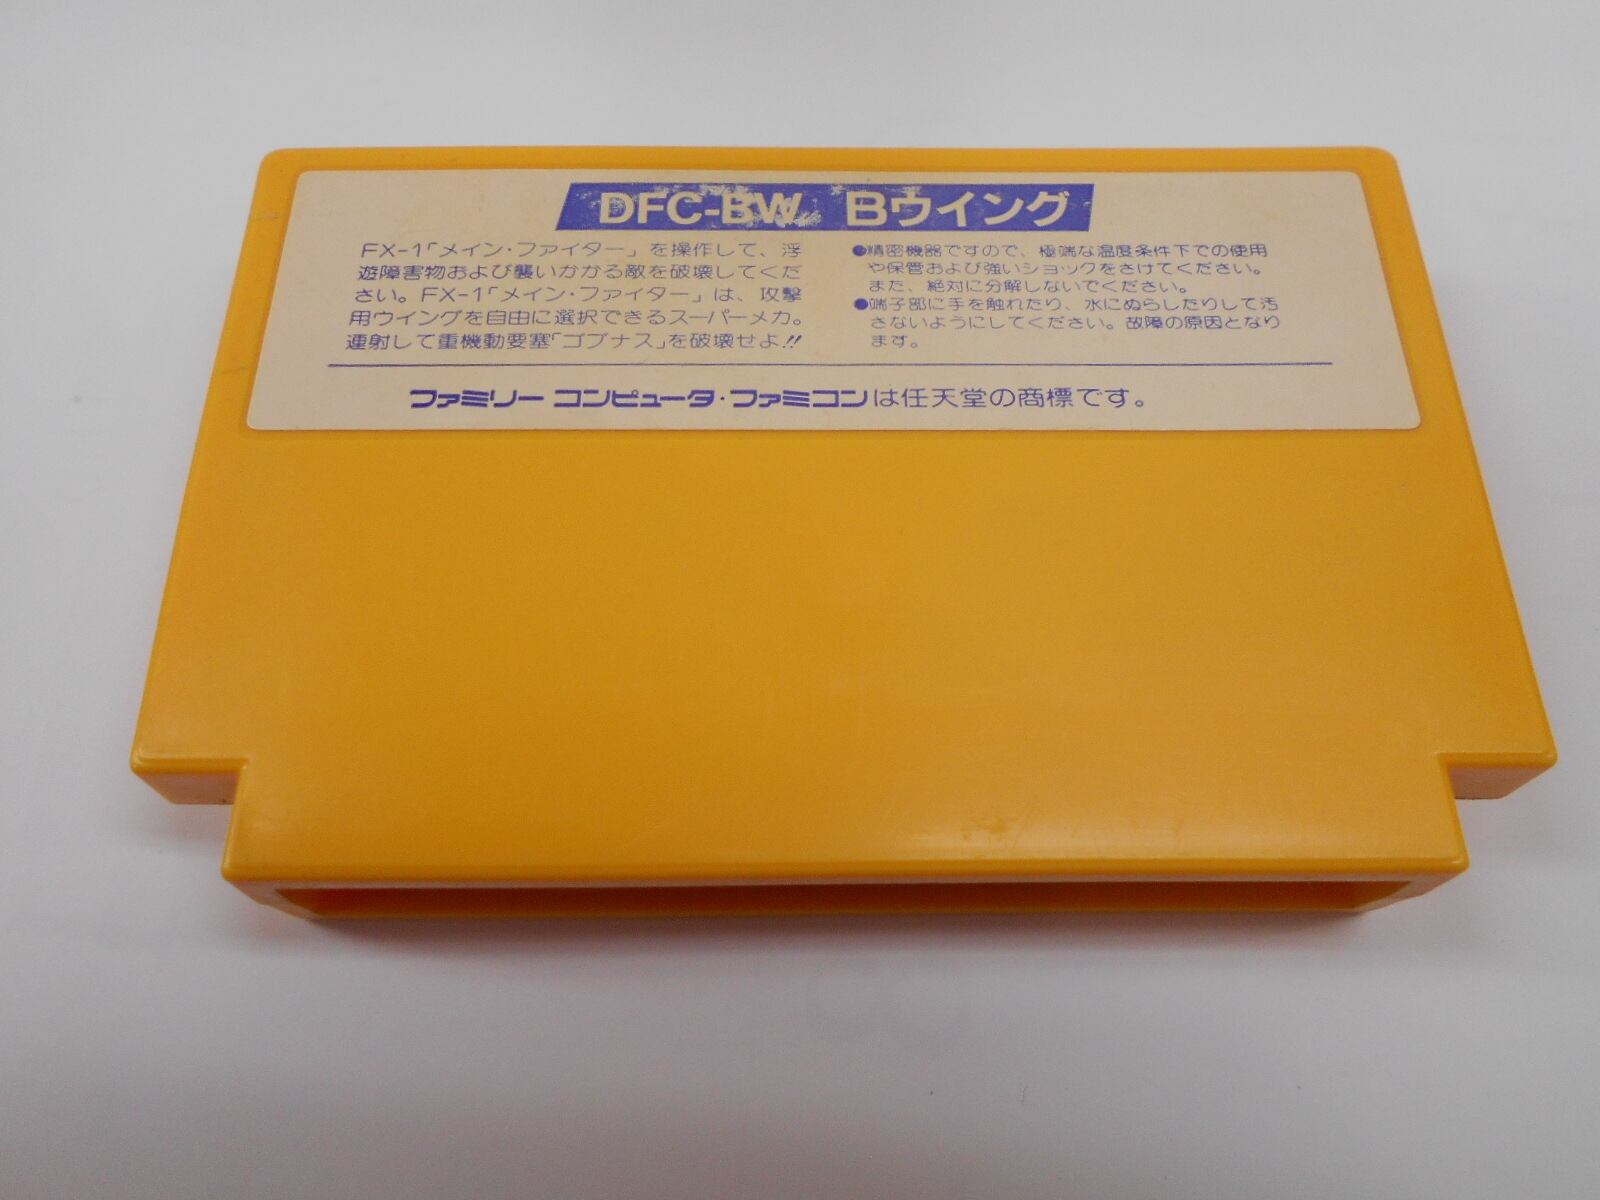 DFC-BW Bウイング
FX-1「メイン・ファイター」を操作して、浮
遊障害物および襲いかかる敵を破壊してくだ
さい。FX-1「メイン・ファイター」は、攻撃
用ウイングを自由に選択できるスーパーメカ。
連射して重機動要塞「ゴブナス」を破壊せよ!!
●精密機器ですので、極端な温度条件下での使用
や保管および強いショックをさけてください。
また、絶対に分解しないでください。
●端子部に手を触れたり、水にぬらしたりして汚
さないようにしてください。故障の原因となり
ます。
ファミリー コンピュータ・ファミコンは任天堂の商標です。